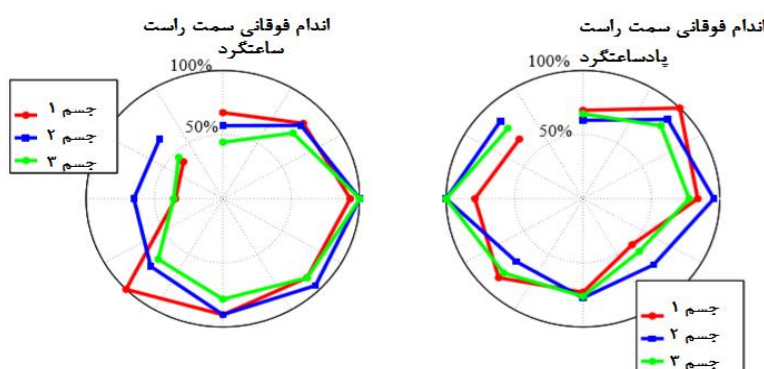 اندام فوقانی سمت راست
ساعتگرد
100%
50%
جسم ۱
جسم ۲
جسم ۳
اندام فوقانی سمت راست
پادساعتگرد
100%
50%
جسم ۱
جسم ۲
جسم ۳